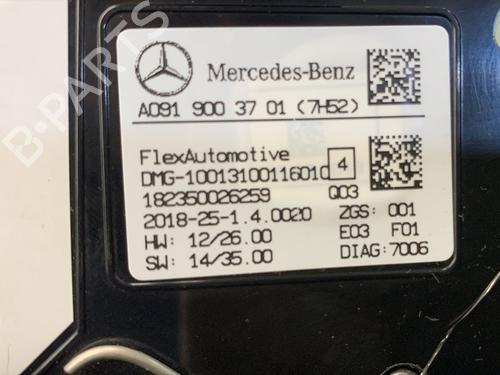 Mercedes-Benz
A091 900 37 01 (7H52)
FlexAutomotive
DMG-10013100116010 4
182350026259 Q03
2018-25-1.4.0020 ZGS: 001
HW: 12/26.00 E03 F01
SW: 14/35.00 DIAG:7006
B-PARTS